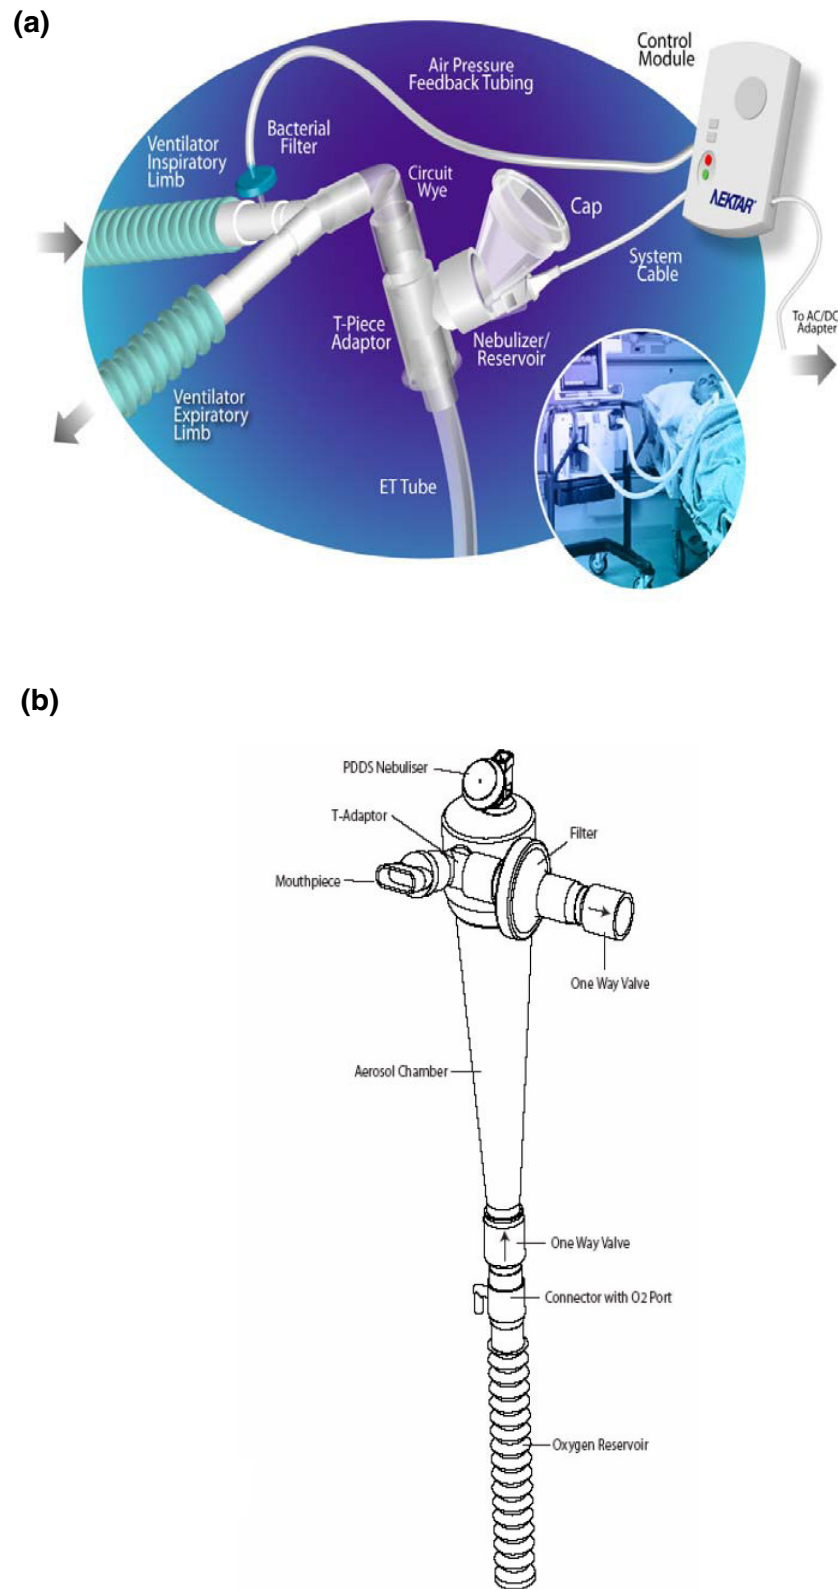 (a)
Control
Module
Air Pressure
Feedback Tubing
Bacterial
Filter
Ventilator
Inspiratory
Limb
Circuit
Wye
Cap
NEKTAR™
System
Cable
To AC/DC
Adapter
T-Piece
Adaptor
Nebulizer/
Reservoir
Ventilator
Expiratory
Limb
ET Tube
(b)
PDDS Nebuliser
T-Adaptor
Filter
Mouthpiece
One Way Valve
Aerosol Chamber
One Way Valve
Connector with O2 Port
Oxygen Reservoir